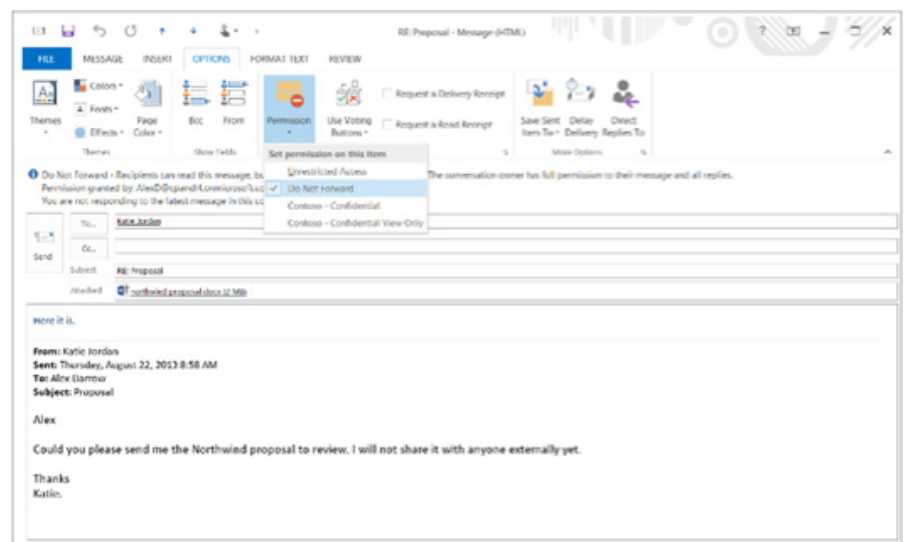 RE: Proposal - Message (HTML)
FILE MESSAGE INSERT OPTIONS FORMAT TEXT REVIEW
Themes
Colors
Fonts
Effects
Page Color
Bcc
From
Permission
Use Voting Buttons
Request a Delivery Receipt
Request a Read Receipt
Save Sent Item To
Delay Delivery
Direct Replies To
Themes
Show Fields
More Options
Set permission on this item
Unrestricted Access
Do Not Forward
Contoso - Confidential
Contoso - Confidential View Only
Do Not Forward - Recipients can read this message, bu The conversation owner has full permission to their message and all replies.
Permission granted by:
You are not responding to the latest message in this co
Send
To... Katie Jordan
Cc...
Subject RE: Proposal
Attached northwind proposal.docx (2 MB)
Here it is.
From: Katie Jordan
Sent: Thursday, August 22, 2013 8:58 AM
To: Alex Darrow
Subject: Proposal
Alex
Could you please send me the Northwind proposal to review. I will not share it with anyone externally yet.
Thanks
Katie.